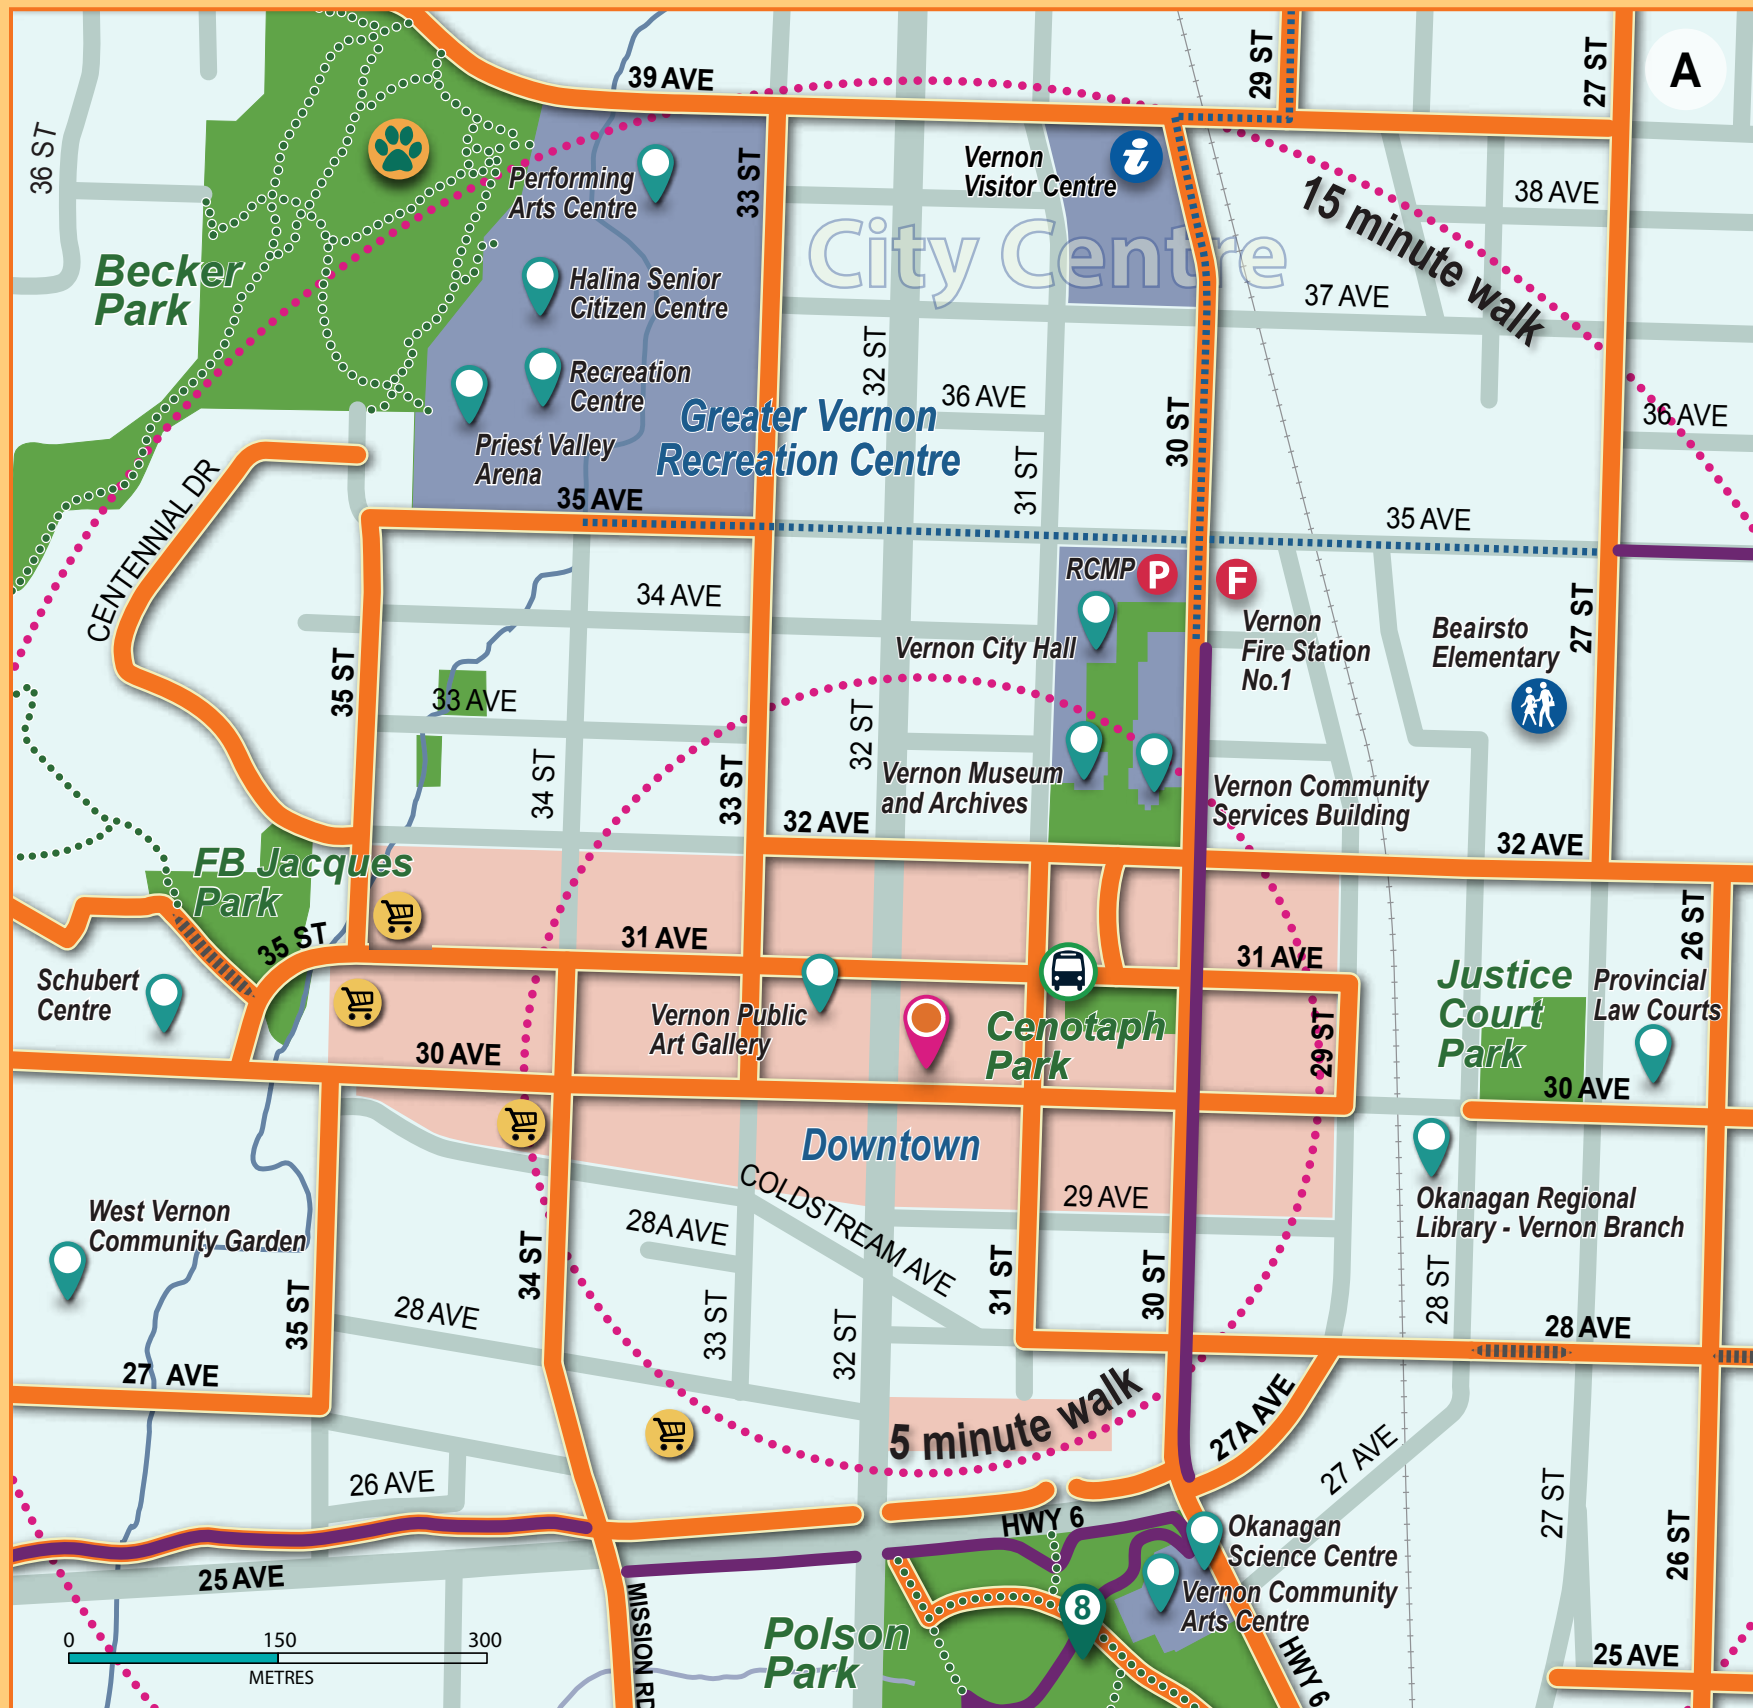 39 AVE
29 ST
27 ST
A
36 ST
33 ST
Performing
Arts Centre
Vernon
Visitor Centre
i
38 AVE
15 minute walk
City Centre
Becker
Park
Halina Senior
Citizen Centre
37 AVE
32 ST
Recreation
Centre
36 AVE
36 AVE
Greater Vernon
Recreation Centre
30 ST
Priest Valley
Arena
31 ST
CENTENNIAL DR
35 AVE
35 AVE
RCMP
P
F
34 AVE
27 ST
Vernon
Fire Station
No.1
Beairsto
Elementary
Vernon City Hall
35 ST
33 AVE
32 ST
34 ST
33 ST
Vernon Museum
and Archives
Vernon Community
Services Building
32 AVE
32 AVE
FB Jacques
Park
26 ST
35 ST
31 AVE
31 AVE
Schubert
Centre
Justice
Court
Park
Provincial
Law Courts
Vernon Public
Art Gallery
Cenotaph
Park
29 ST
30 AVE
30 AVE
Downtown
COLDSTREAM AVE
29 AVE
Okanagan Regional
Library - Vernon Branch
West Vernon
Community Garden
28A AVE
34 ST
31 ST
30 ST
28 ST
35 ST
28 AVE
33 ST
32 ST
28 AVE
27 AVE
5 minute walk
27A AVE
27 AVE
26 AVE
27 ST
HWY 6
26 ST
Okanagan
Science Centre
25 AVE
Vernon Community
Arts Centre
8
MISSION RD
Polson
Park
HWY 6
25 AVE
0 150 300
METRES